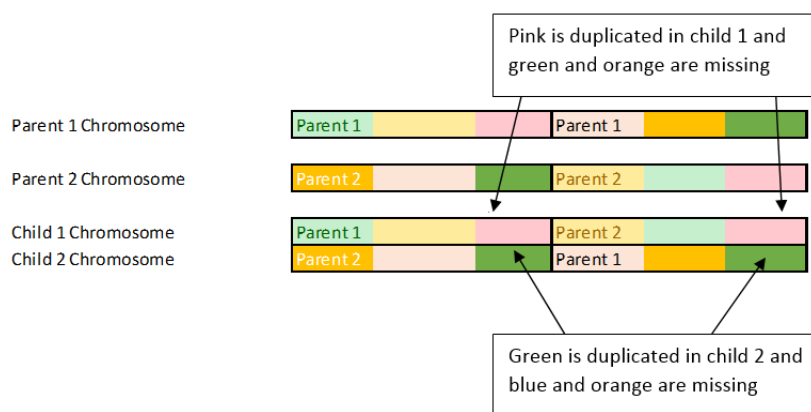 Pink is duplicated in child 1 and
green and orange are missing
Parent 1 Chromosome
Parent 1
Parent 1
Parent 2 Chromosome
Parent 2
Parent 2
Child 1 Chromosome
Parent 1
Parent 2
Child 2 Chromosome
Parent 2
Parent 1
Green is duplicated in child 2 and
blue and orange are missing